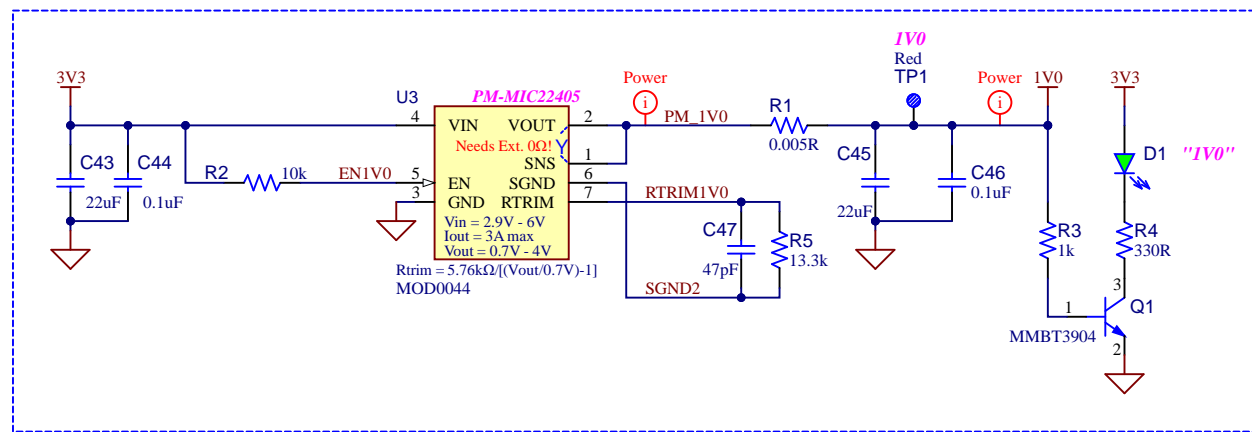 1V0
Red
TP1
3V3
U3
PM-MIC22405
Power
Power
1V0
3V3
4
VIN
VOUT
2
PM_1V0
R1
0.005R
Needs Ext. 0Ω!
SNS
1
C43
22uF
C44
0.1uF
R2
10k
EN1V0
5
EN
SGND
6
3
GND
RTRIM
7
RTRIM1V0
Vin = 2.9V - 6V
Iout = 3A max
Vout = 0.7V - 4V
Rtrim = 5.76kΩ/[(Vout/0.7V)-1]
MOD0044
C47
47pF
R5
13.3k
SGND2
C45
22uF
C46
0.1uF
D1
"1V0"
R3
1k
R4
330R
3
1
Q1
MMBT3904
2